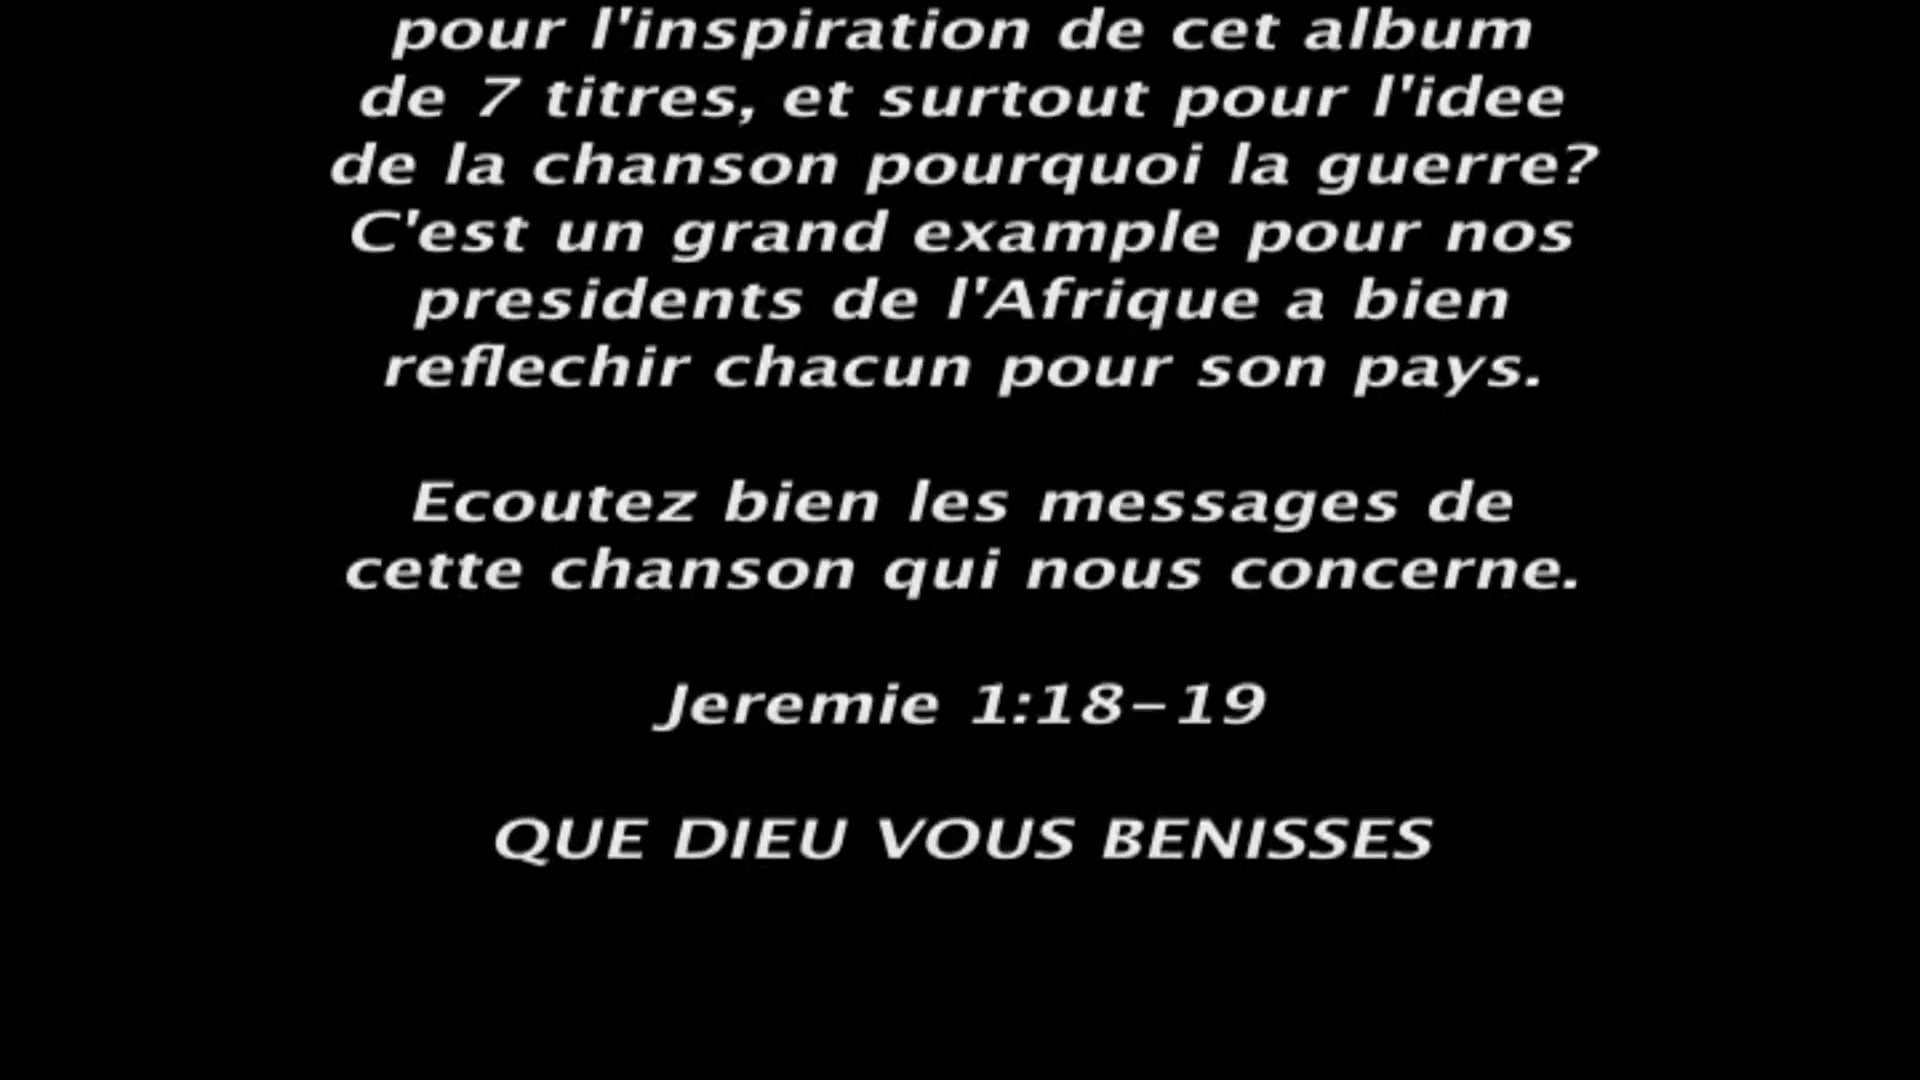 pour l'inspiration de cet album
de 7 titres, et surtout pour l'idee
de la chanson pourquoi la guerre?
C'est un grand example pour nos
presidents de l'Afrique a bien
reflechir chacun pour son pays.
Ecoutez bien les messages de
cette chanson qui nous concerne.
Jeremie 1:18–19
QUE DIEU VOUS BENISSES